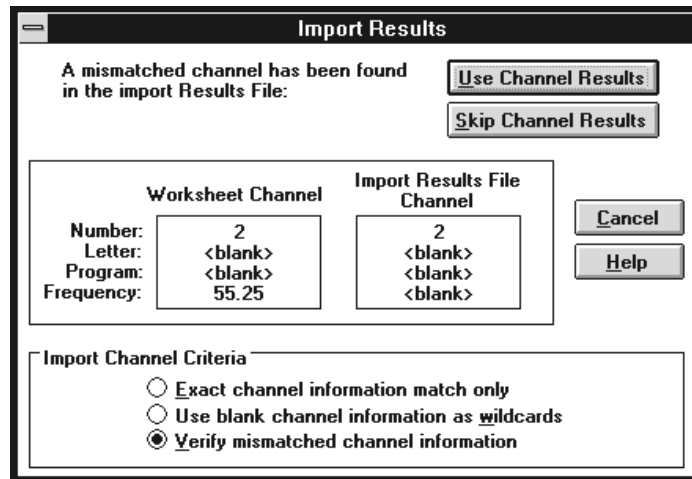 Import Results
A mismatched channel has been found
in the import Results File:
Use Channel Results
Skip Channel Results
Worksheet Channel
Import Results File
Channel
Number: 2 2
Letter: <blank> <blank>
Program: <blank> <blank>
Frequency: 55.25 <blank>
Cancel
Help
Import Channel Criteria
Exact channel information match only
Use blank channel information as wildcards
Verify mismatched channel information